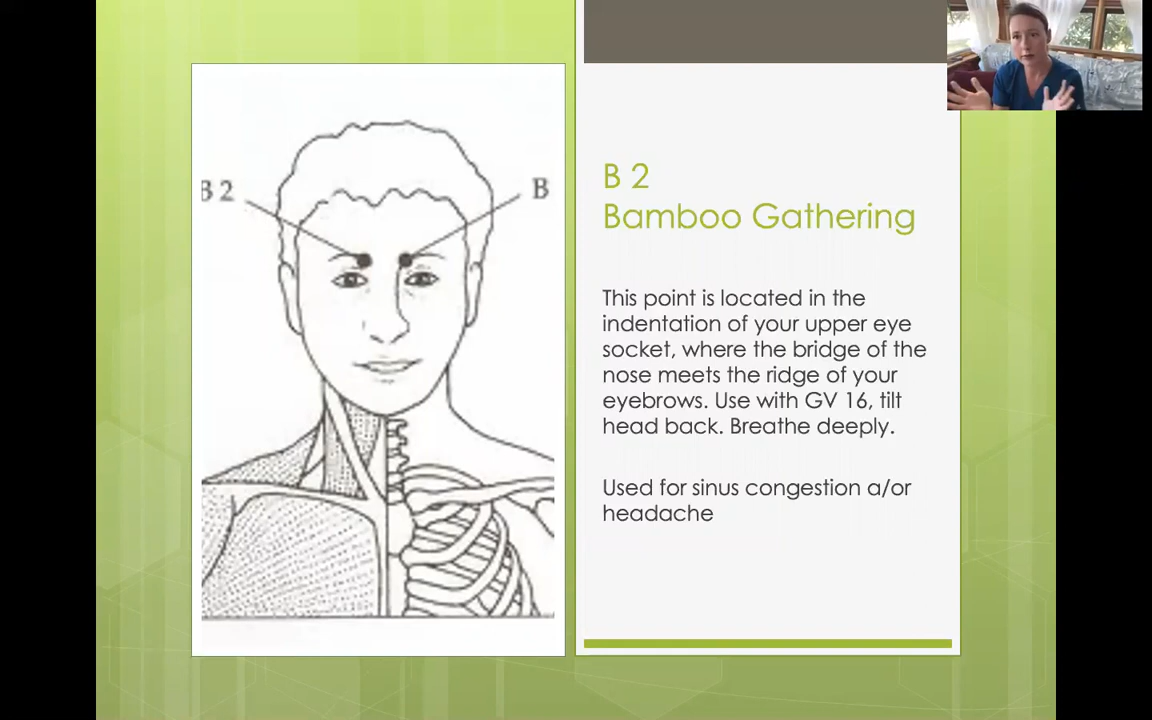 B 2
B
B 2
Bamboo Gathering
This point is located in the
indentation of your upper eye
socket, where the bridge of the
nose meets the ridge of your
eyebrows. Use with GV 16, tilt
head back. Breathe deeply.
Used for sinus congestion a/or
headache